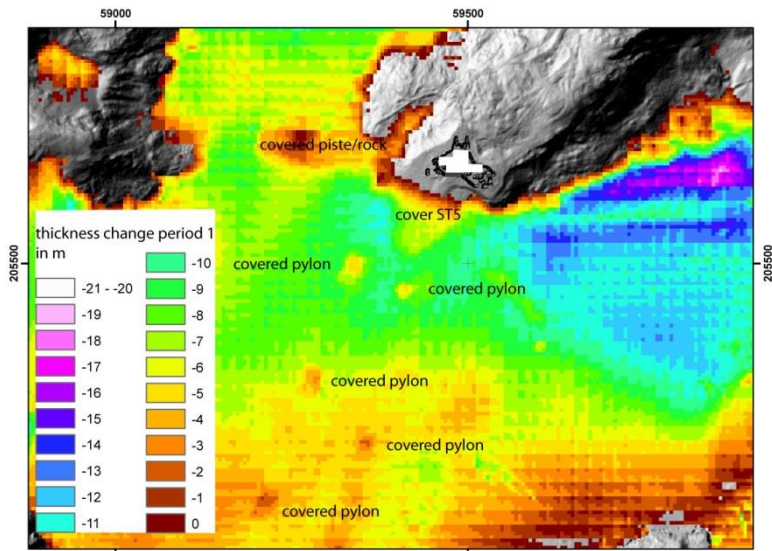 59000
59500
covered piste/rock
cover ST5
thickness change period 1
in m
covered pylon
covered pylon
205500
205500
-21 - -20
-19
-18
-17
-16
-15
-14
-13
-12
-11
-10
-9
-8
-7
-6
-5
-4
-3
-2
-1
0
covered pylon
covered pylon
covered pylon